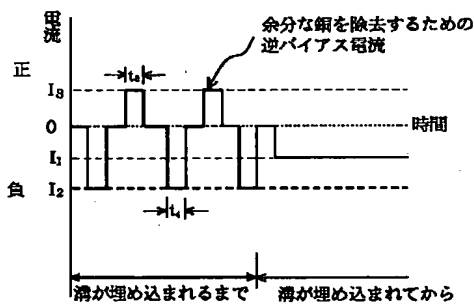 電流
余分な銅を除去するための
逆バイアス電流
正
t₃
I₃
0
時間
I₁
負
I₂
t₄
溝が埋め込まれるまで
溝が埋め込まれてから